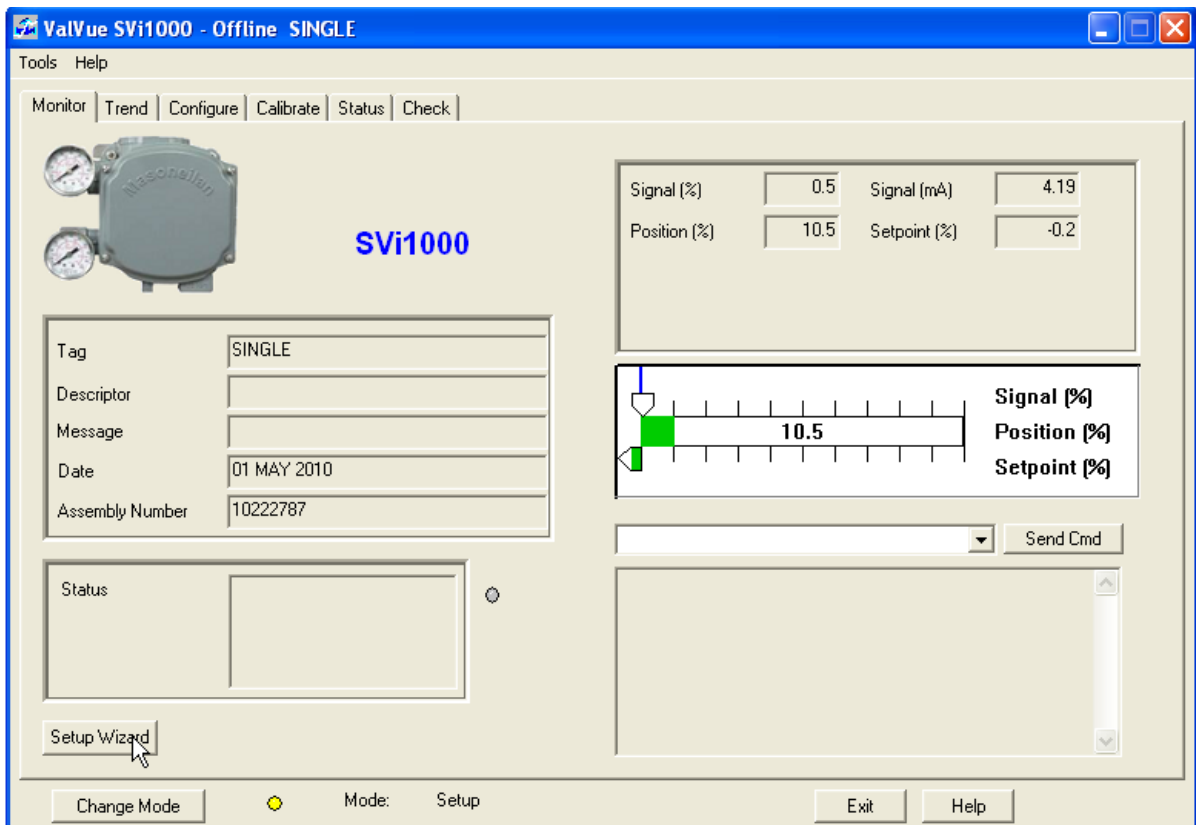 ValVue SVi1000 - Offline SINGLE
Tools Help
Monitor Trend Configure Calibrate Status Check
Masoneilan
SVi1000
Signal (%) 0.5 Signal (mA) 4.19
Position (%) 10.5 Setpoint (%) -0.2
Tag SINGLE
Descriptor
Message
Date 01 MAY 2010
Assembly Number 10222787
Signal (%)
10.5 Position (%)
Setpoint (%)
Send Cmd
Status
Setup Wizard
Change Mode Mode: Setup Exit Help